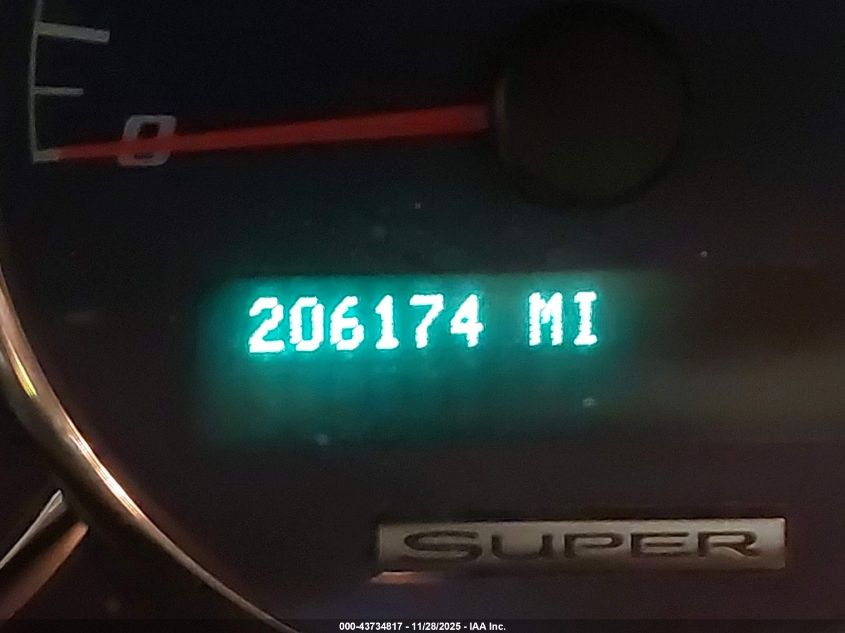 0
206174 MI
SUPER
000-43734817 - 11/28/2025 - IAA Inc.